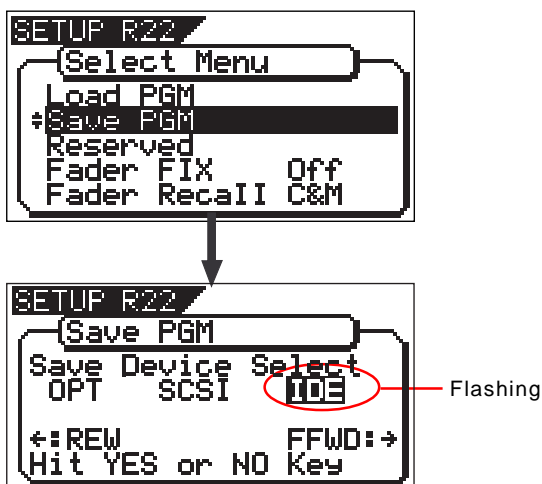 SETUP R22
Select Menu
Load PGM
Save PGM
Reserved
Fader FIX Off
Fader RecaII C&M
SETUP R22
Save PGM
Save Device Select
OPT SCSI IDE
Flashing
←:REW FFWD:→
Hit YES or NO Key